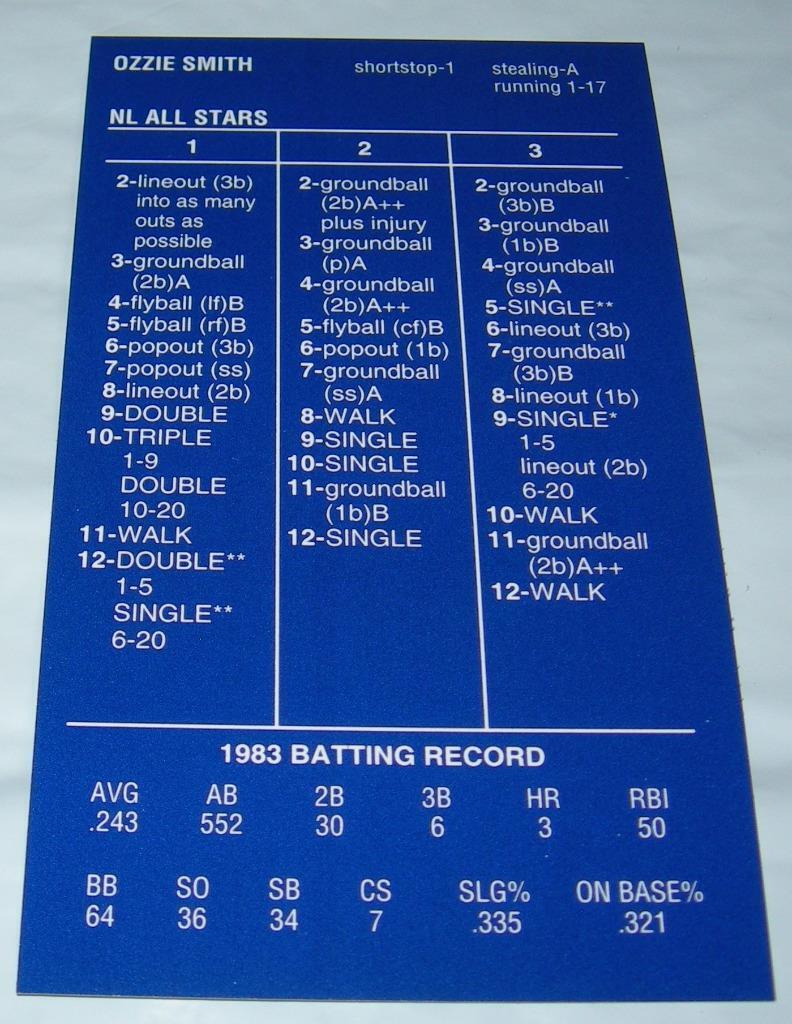 OZZIE SMITH
shortstop-1
stealing-A
running 1-17
NL ALL STARS
1
2-lineout (3b)
into as many
outs as
possible
3-groundball
(2b)A
4-flyball (lf)B
5-flyball (rf)B
6-popout (3b)
7-popout (ss)
8-lineout (2b)
9-DOUBLE
10-TRIPLE
1-9
DOUBLE
10-20
11-WALK
12-DOUBLE**
1-5
SINGLE**
6-20
2
2-groundball
(2b)A++
plus injury
3-groundball
(p)A
4-groundball
(2b)A++
5-flyball (cf)B
6-popout (1b)
7-groundball
(ss)A
8-WALK
9-SINGLE
10-SINGLE
11-groundball
(1b)B
12-SINGLE
3
2-groundball
(3b)B
3-groundball
(1b)B
4-groundball
(ss)A
5-SINGLE**
6-lineout (3b)
7-groundball
(3b)B
8-lineout (1b)
9-SINGLE*
1-5
lineout (2b)
6-20
10-WALK
11-groundball
(2b)A++
12-WALK
1983 BATTING RECORD
AVG AB 2B 3B HR RBI
.243 552 30 6 3 50
BB SO SB CS SLG% ON BASE%
64 36 34 7 .335 .321